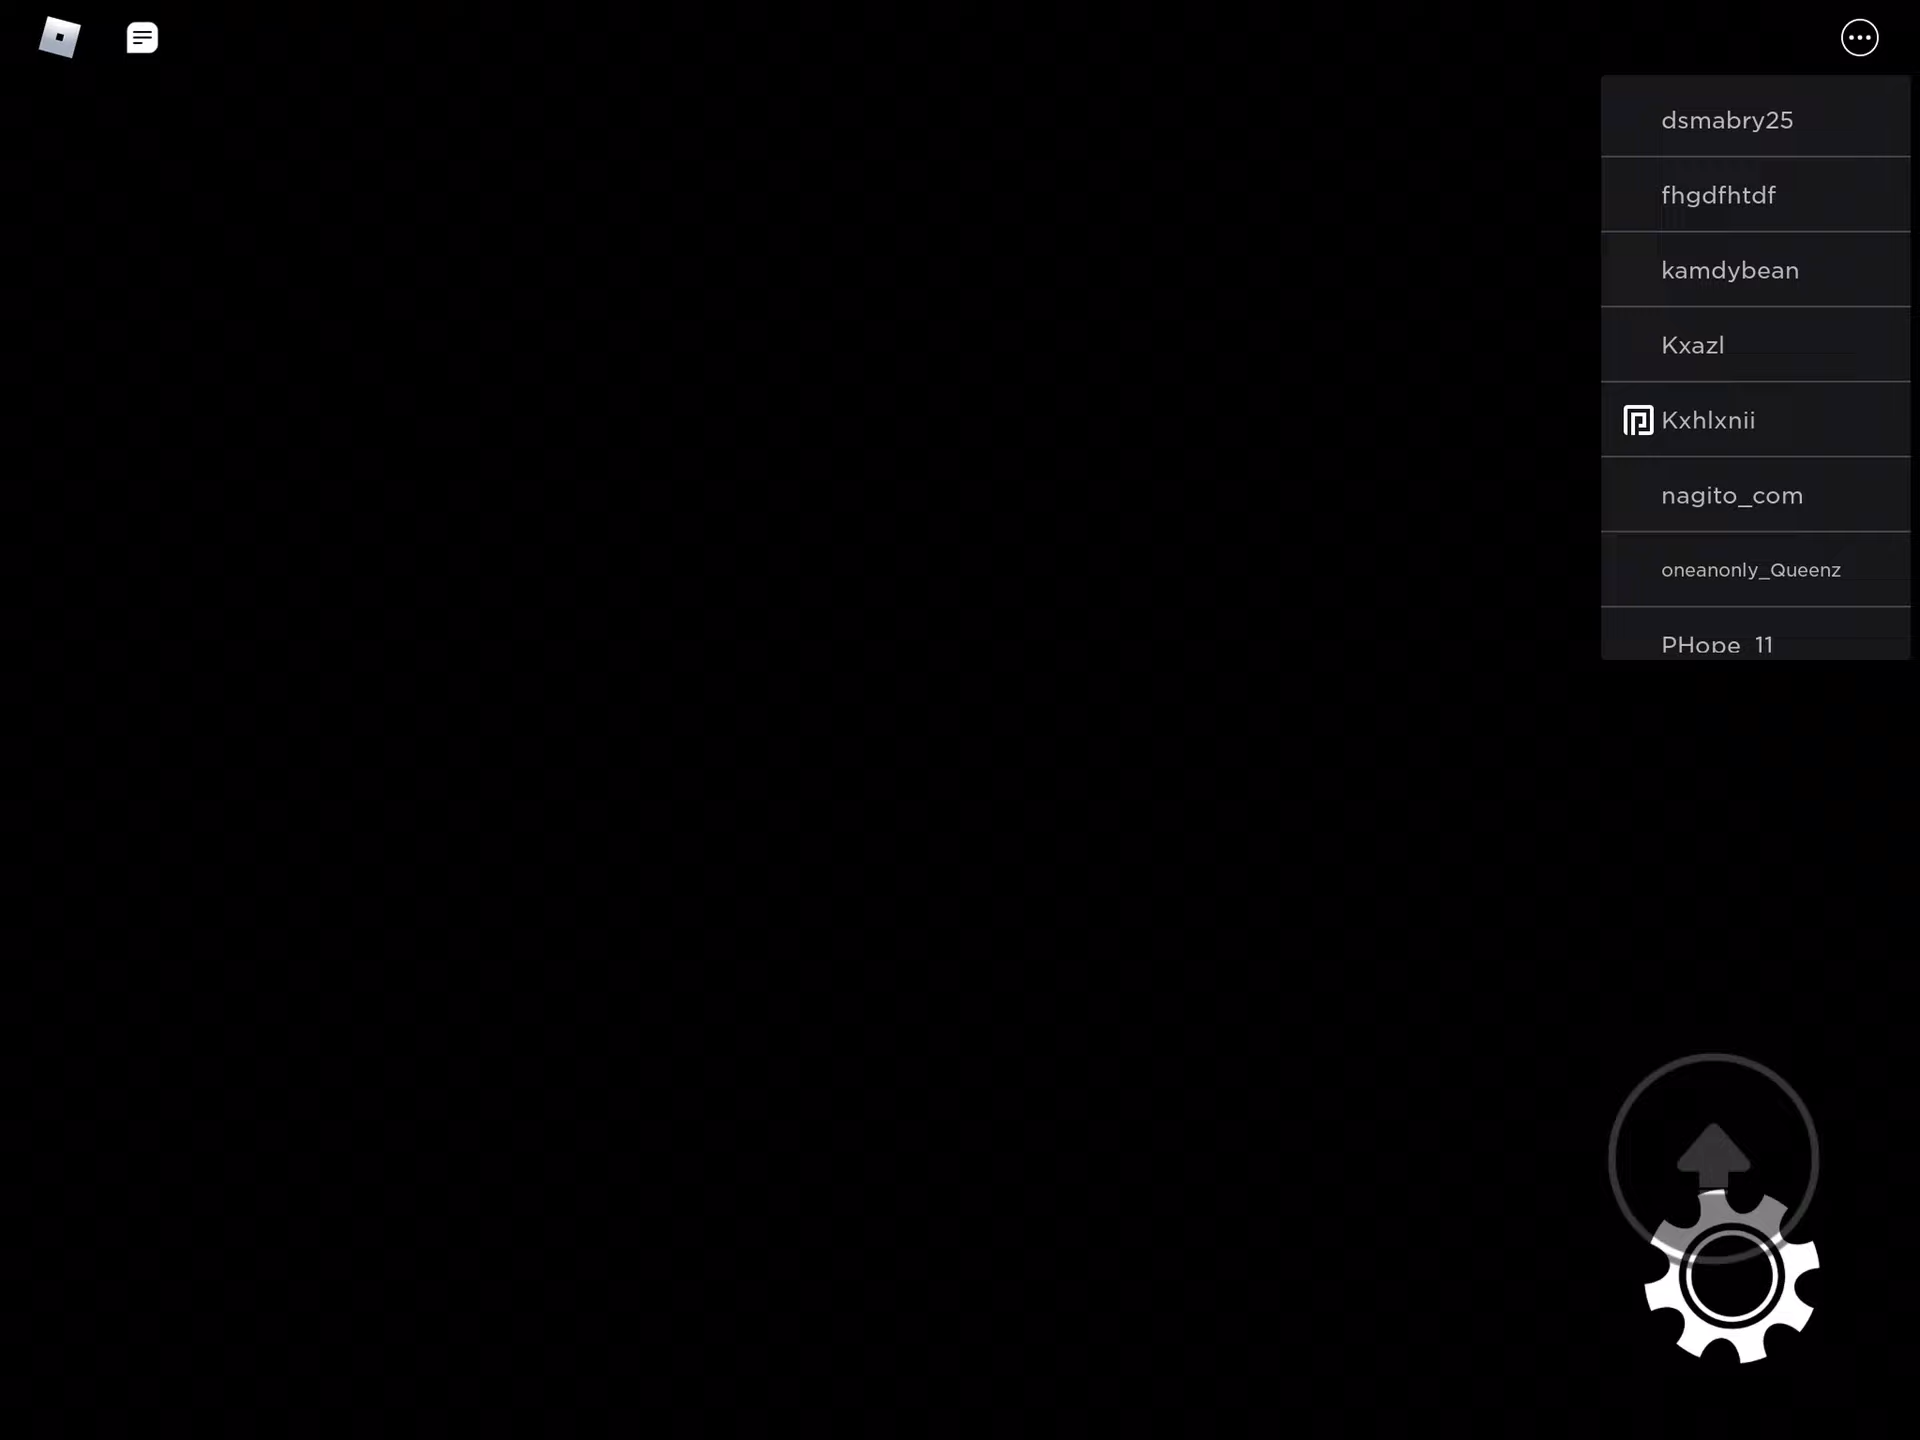 dsmabry25
fhgdfhtdf
kamdybean
Kxazl
Kxhlxnii
nagito_com
oneanonly_Queenz
PHope_11